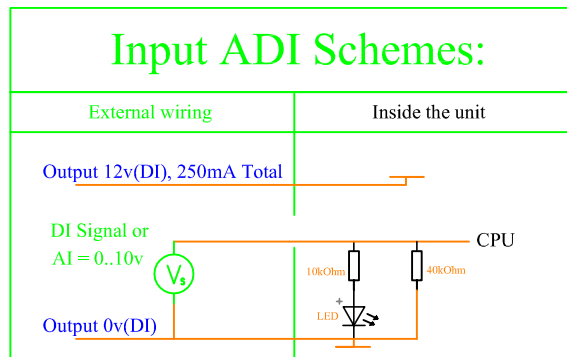 Input ADI Schemes:
External wiring
Inside the unit
Output 12v(DI), 250mA Total
DI Signal or
AI = 0..10v
Vs
CPU
10kOhm
40kOhm
+
LED
Output 0v(DI)